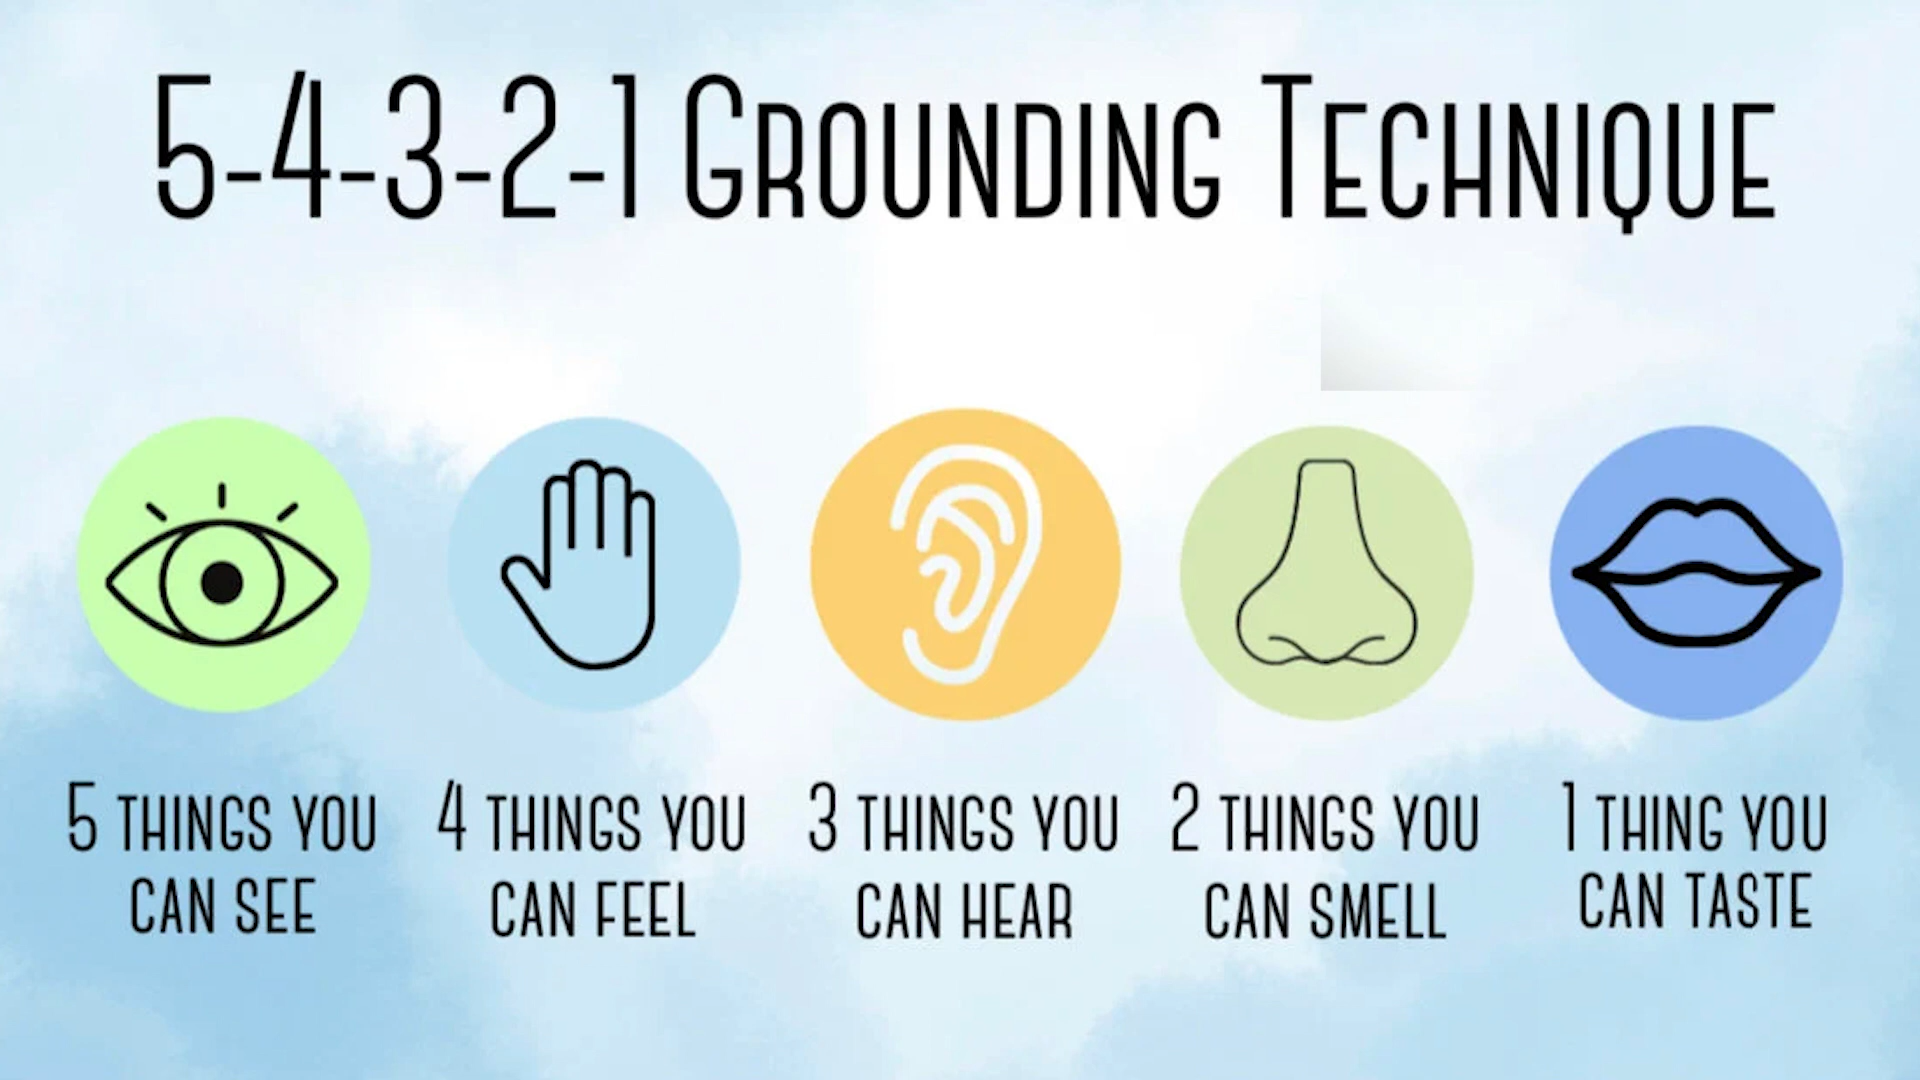 5-4-3-2-1 GROUNDING TECHNIQUE
5 THINGS YOU
CAN SEE
4 THINGS YOU
CAN FEEL
3 THINGS YOU
CAN HEAR
2 THINGS YOU
CAN SMELL
1 THING YOU
CAN TASTE